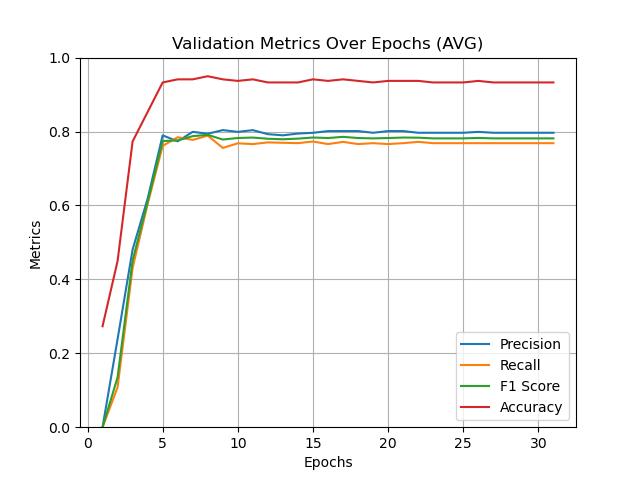 Validation Metrics Over Epochs (AVG)
1.0
0.8
0.6
0.4
0.2
0.0
Metrics
0 5 10 15 20 25 30
Epochs
Precision
Recall
F1 Score
Accuracy